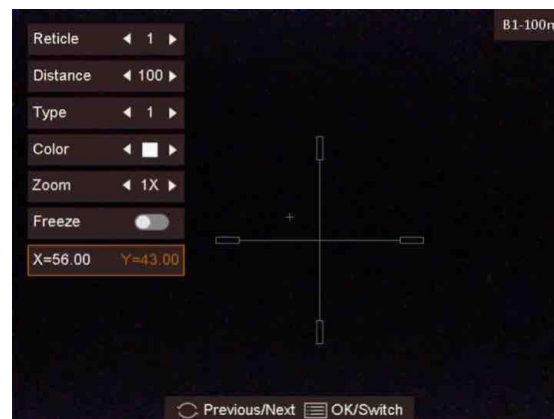 B1-100m
Reticle 1
Distance 100
Type 1
Color
Zoom 1X
Freeze
X=56.00 Y=43.00
Previous/Next OK/Switch